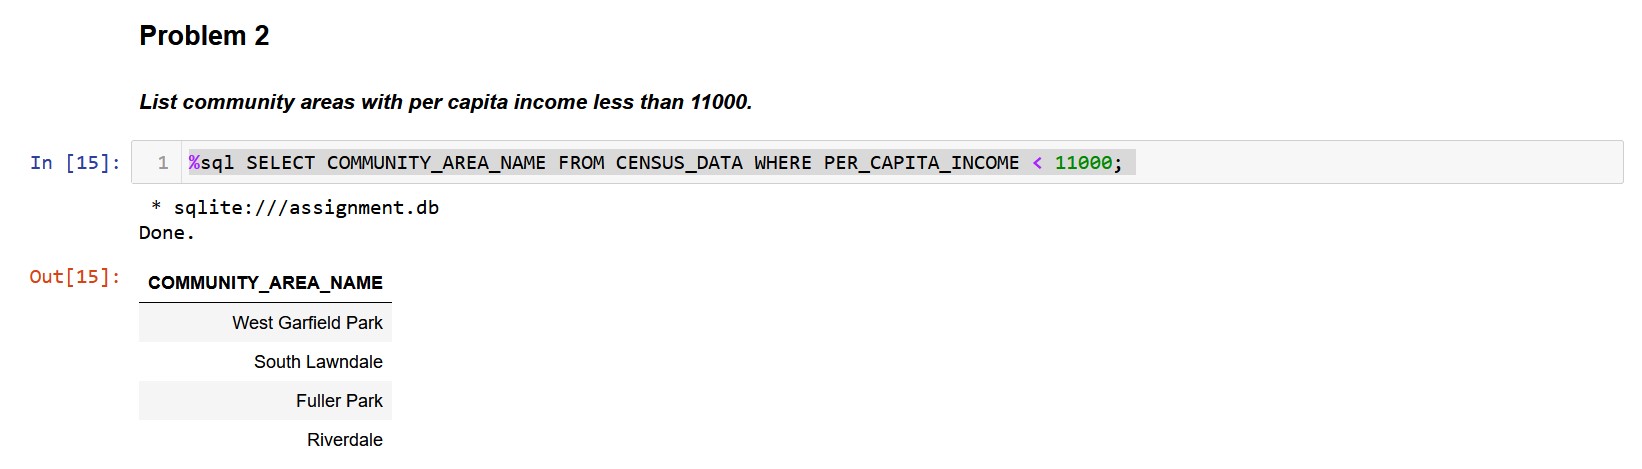 Problem 2
List community areas with per capita income less than 11000.
In [15]: 1 %sql SELECT COMMUNITY_AREA_NAME FROM CENSUS_DATA WHERE PER_CAPITA_INCOME < 11000;
* sqlite:///assignment.db
Done.
Out[15]: COMMUNITY_AREA_NAME
West Garfield Park
South Lawndale
Fuller Park
Riverdale